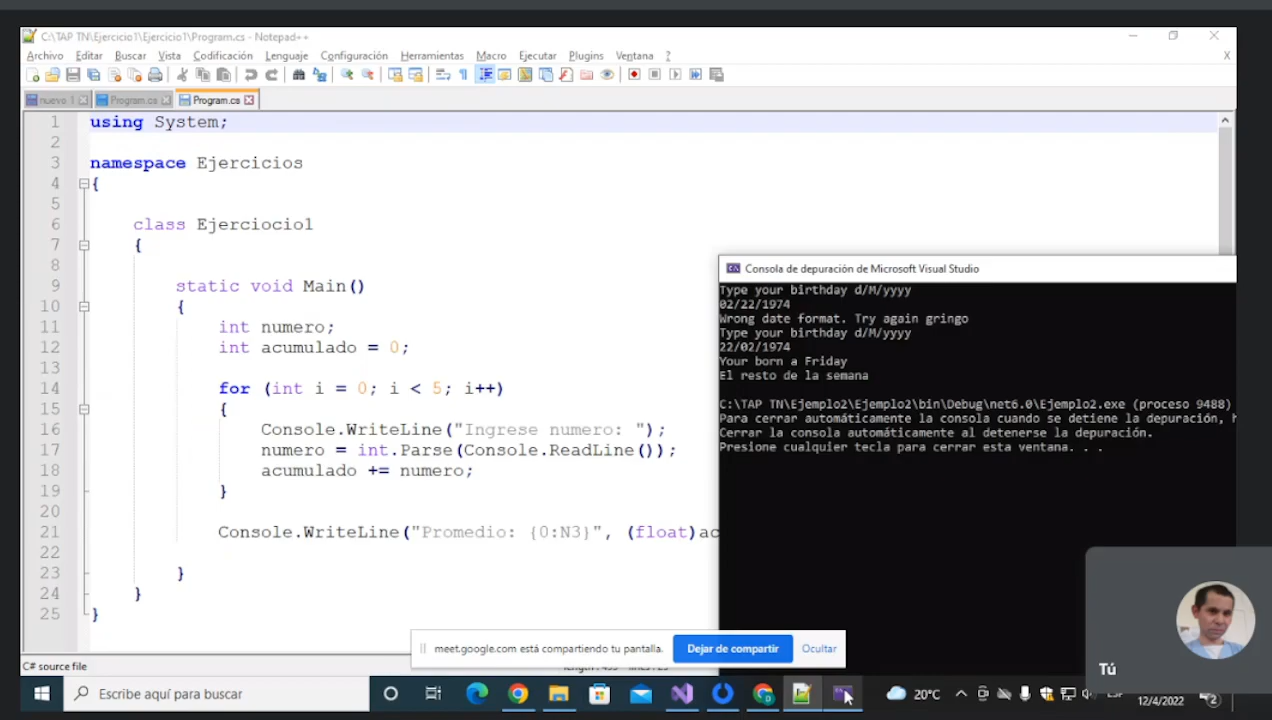 C:\TAP TN\Ejercicio1\Ejercicio1\Program.cs - Notepad++
Archivo Editar Buscar Vista Codificación Lenguaje Configuración Herramientas Macro Ejecutar Plugins Ventana ? X
nuevo 1 Program.cs Program.cs
1 using System;
2
3 namespace Ejercicios
4 {
5
6 class Ejerciocio1
7 {
8
9 static void Main()
10 {
11 int numero;
12 int acumulado = 0;
13
14 for (int i = 0; i < 5; i++)
15 {
16 Console.WriteLine("Ingrese numero: ");
17 numero = int.Parse(Console.ReadLine());
18 acumulado += numero;
19 }
20
21 Console.WriteLine("Promedio: {0:N3}", (float)ac
22
23 }
24 }
25 }
Consola de depuración de Microsoft Visual Studio
Type your birthday d/M/yyyy
02/22/1974
Wrong date format. Try again gringo
Type your birthday d/M/yyyy
22/02/1974
Your born a Friday
El resto de la semana
C:\TAP TN\Ejemplo2\Ejemplo2\bin\Debug\net6.0\Ejemplo2.exe (proceso 9488)
Para cerrar automáticamente la consola cuando se detiene la depuración, h
Cerrar la consola automáticamente al detenerse la depuración.
Presione cualquier tecla para cerrar esta ventana. . .
meet.google.com está compartiendo tu pantalla. Dejar de compartir Ocultar
C# source file
Tú
Escribe aquí para buscar
20°C
12/4/2022
2